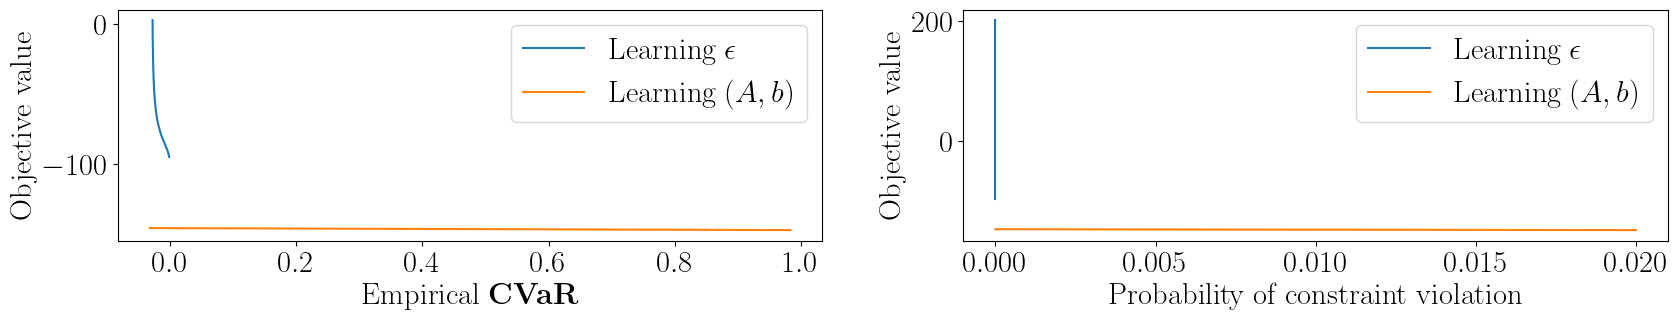 Objective value
0
−100
Learning ϵ
Learning (A, b)
0.0 0.2 0.4 0.6 0.8 1.0
Empirical CVaR
Objective value
200
0
Learning ϵ
Learning (A, b)
0.000 0.005 0.010 0.015 0.020
Probability of constraint violation